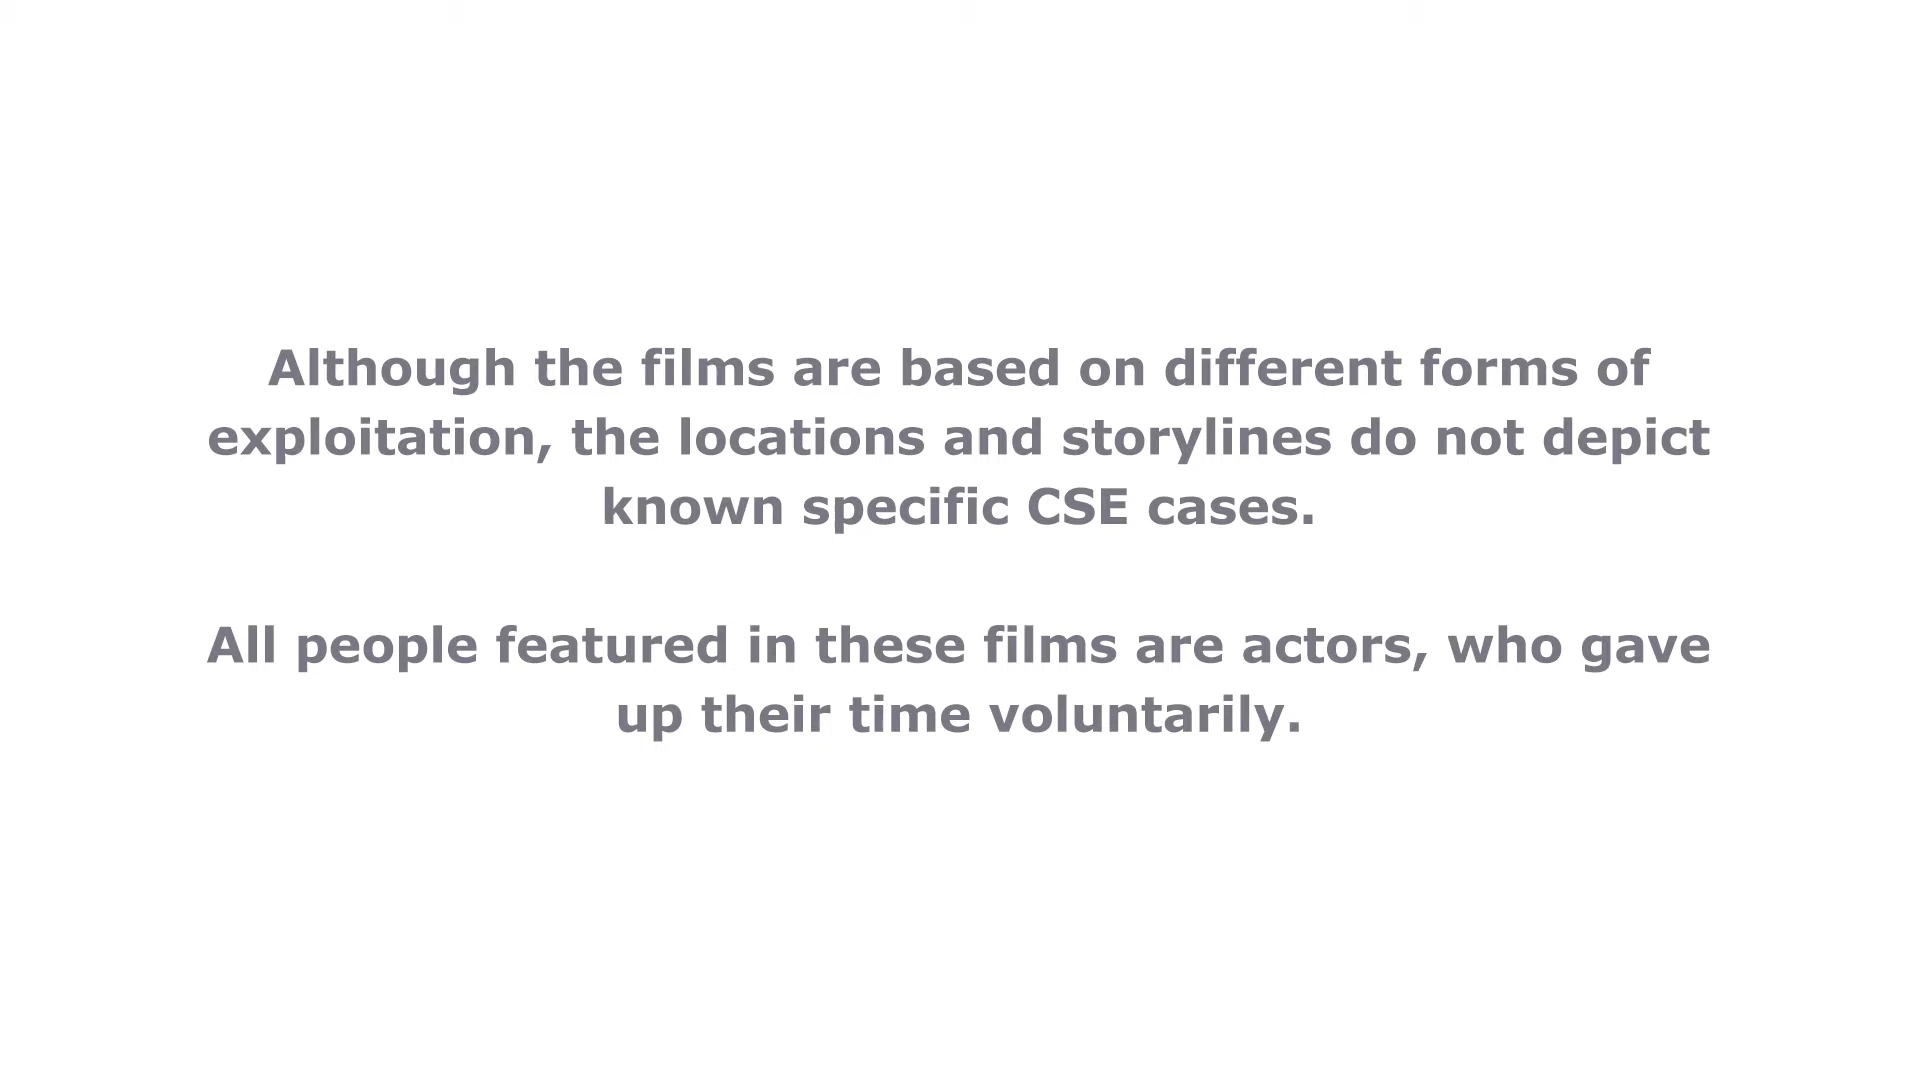 Although the films are based on different forms of
exploitation, the locations and storylines do not depict
known specific CSE cases.
All people featured in these films are actors, who gave
up their time voluntarily.